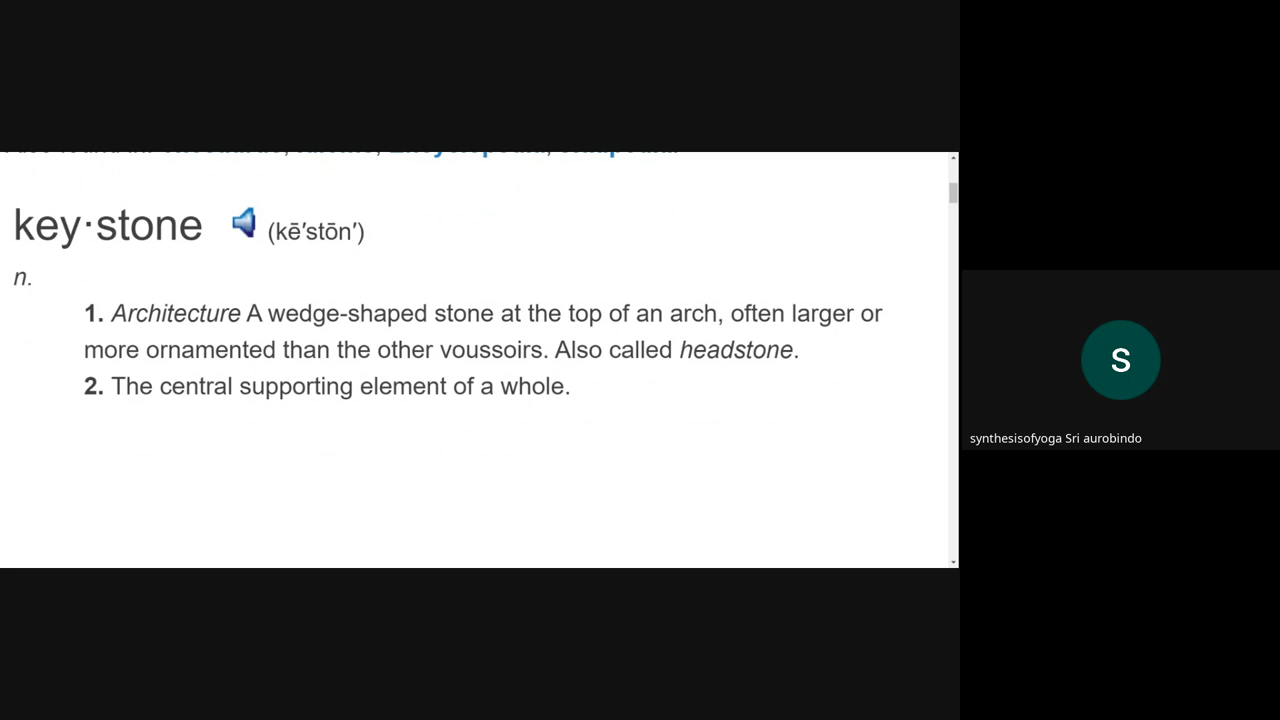 key·stone (kē′stōn′)
n.
1. Architecture A wedge-shaped stone at the top of an arch, often larger or
more ornamented than the other voussoirs. Also called headstone.
2. The central supporting element of a whole.
S
synthesisofyoga Sri aurobindo